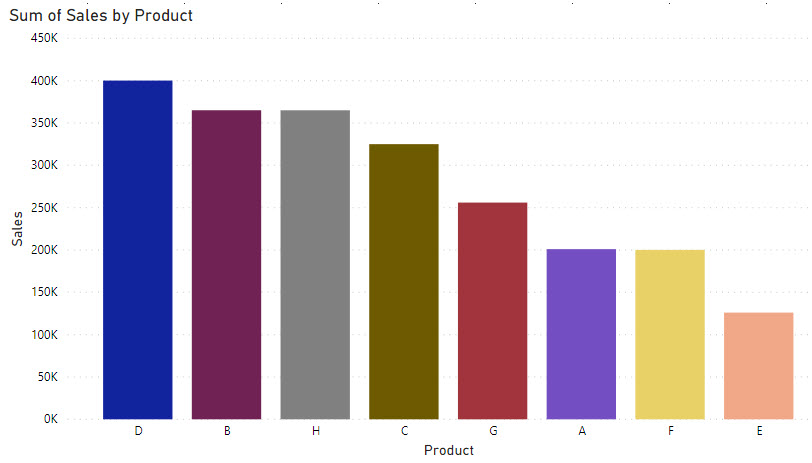 Sum of Sales by Product
450K
400K
350K
300K
250K
200K
150K
100K
50K
0K
Sales
D B H C G A F E
Product